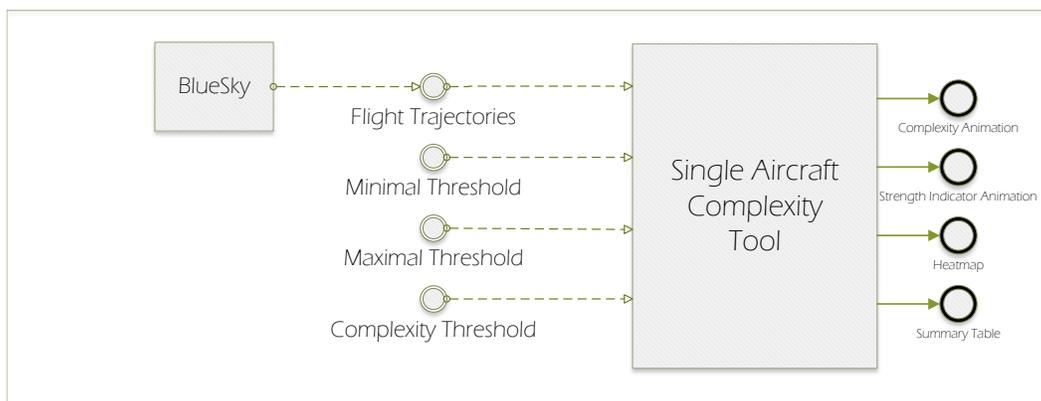 BlueSky
Flight Trajectories
Minimal Threshold
Maximal Threshold
Complexity Threshold
Single Aircraft
Complexity
Tool
Complexity Animation
Strength Indicator Animation
Heatmap
Summary Table